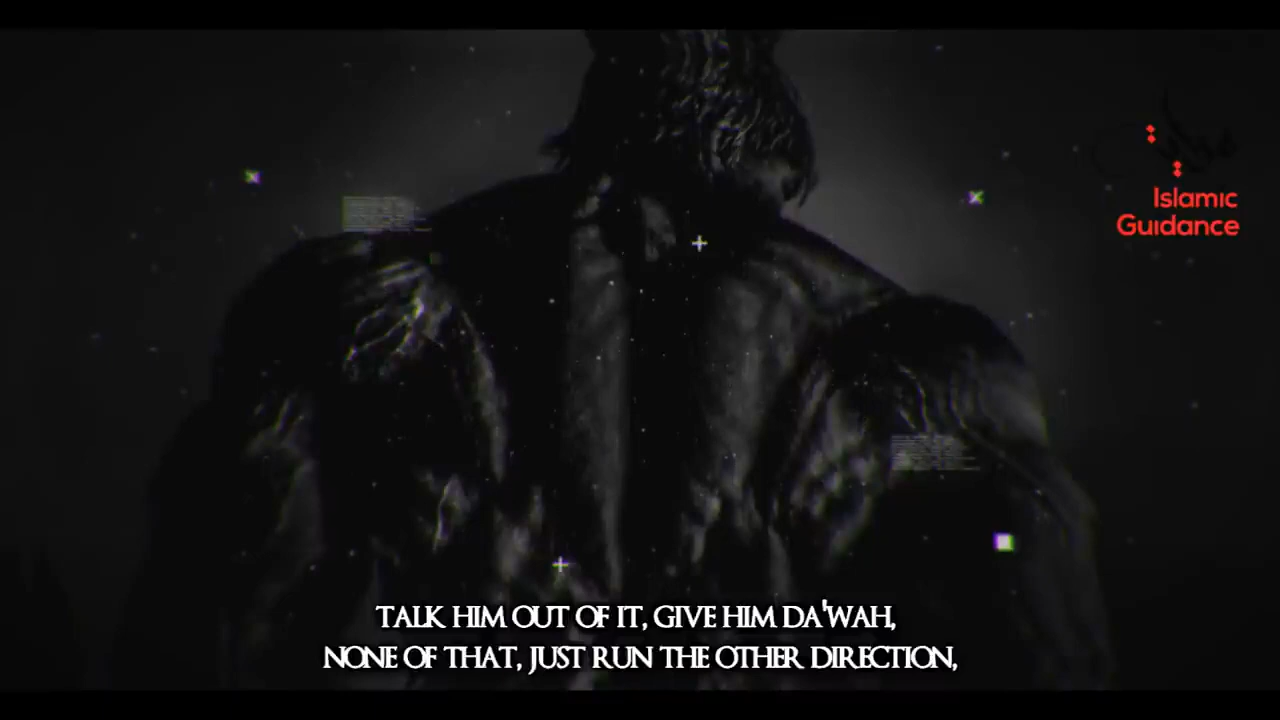 Islamic
Guidance
TALK HIM OUT OF IT, GIVE HIM DA'WAH,
NONE OF THAT, JUST RUN THE OTHER DIRECTION,